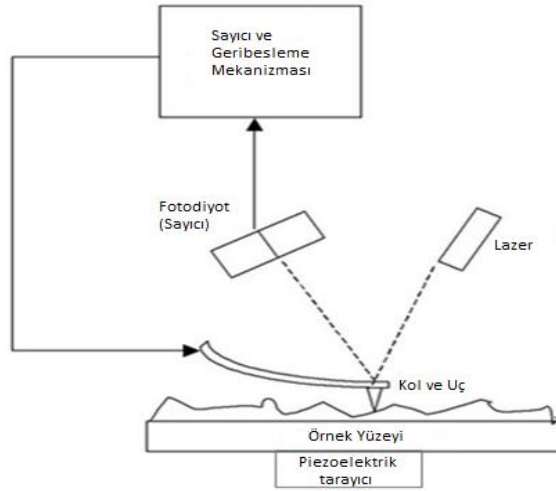 Sayıcı ve
Geribesleme
Mekanizması
Fotodiyot
(Sayıcı)
Lazer
Kol ve Uç
Örnek Yüzeyi
Piezoelektrik
tarayıcı